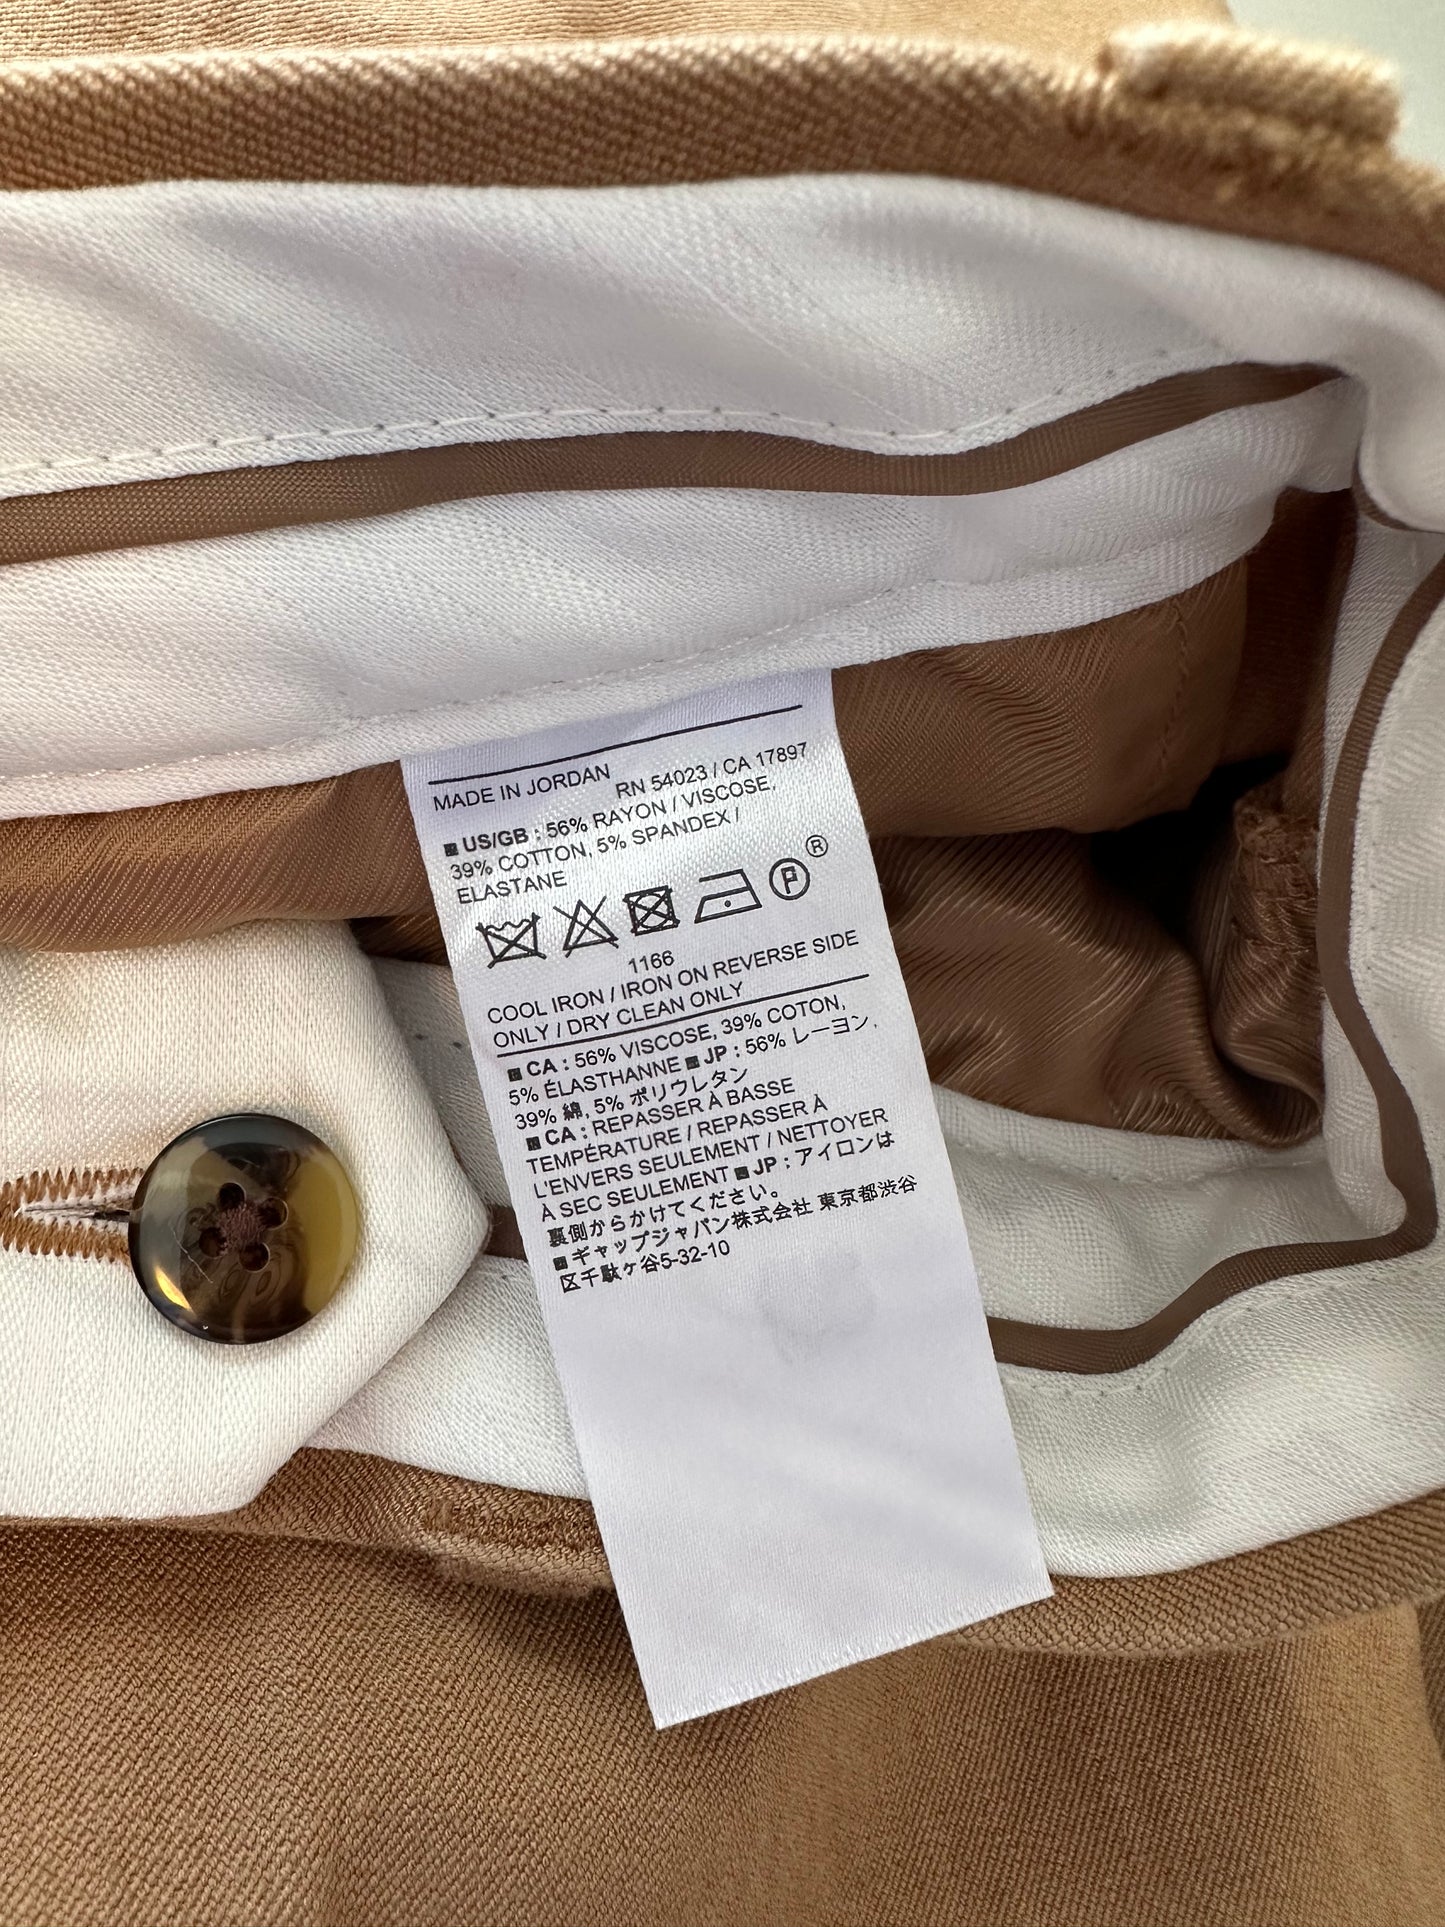 MADE IN JORDAN
RN 54023 / CA 17897
US/GB : 56% RAYON / VISCOSE,
39% COTTON, 5% SPANDEX /
ELASTANE
P ®
1166
COOL IRON / IRON ON REVERSE SIDE
ONLY / DRY CLEAN ONLY
CA : 56% VISCOSE, 39% COTON,
5% ÉLASTHANNE ■ JP : 56% レーヨン,
39% 綿, 5% ポリウレタン
■ CA : REPASSER À BASSE
TEMPÉRATURE / REPASSER À
L'ENVERS SEULEMENT / NETTOYER
À SEC SEULEMENT ■ JP : アイロンは
裏側からかけてください。
■ ギャップジャパン株式会社 東京都渋谷
区千駄ヶ谷5-32-10